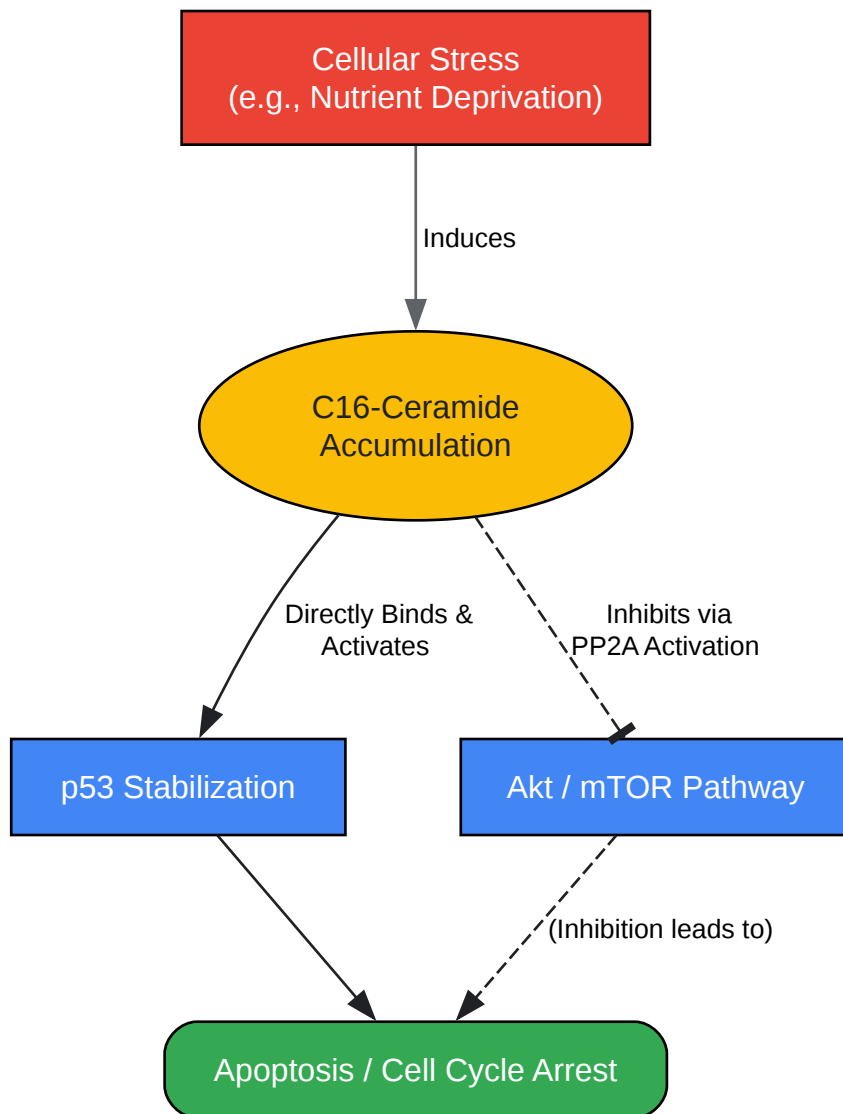 Cellular Stress
(e.g., Nutrient Deprivation)
Induces
C16-Ceramide
Accumulation
Directly Binds &
Activates
Inhibits via
PP2A Activation
p53 Stabilization
Akt / mTOR Pathway
(Inhibition leads to)
Apoptosis / Cell Cycle Arrest